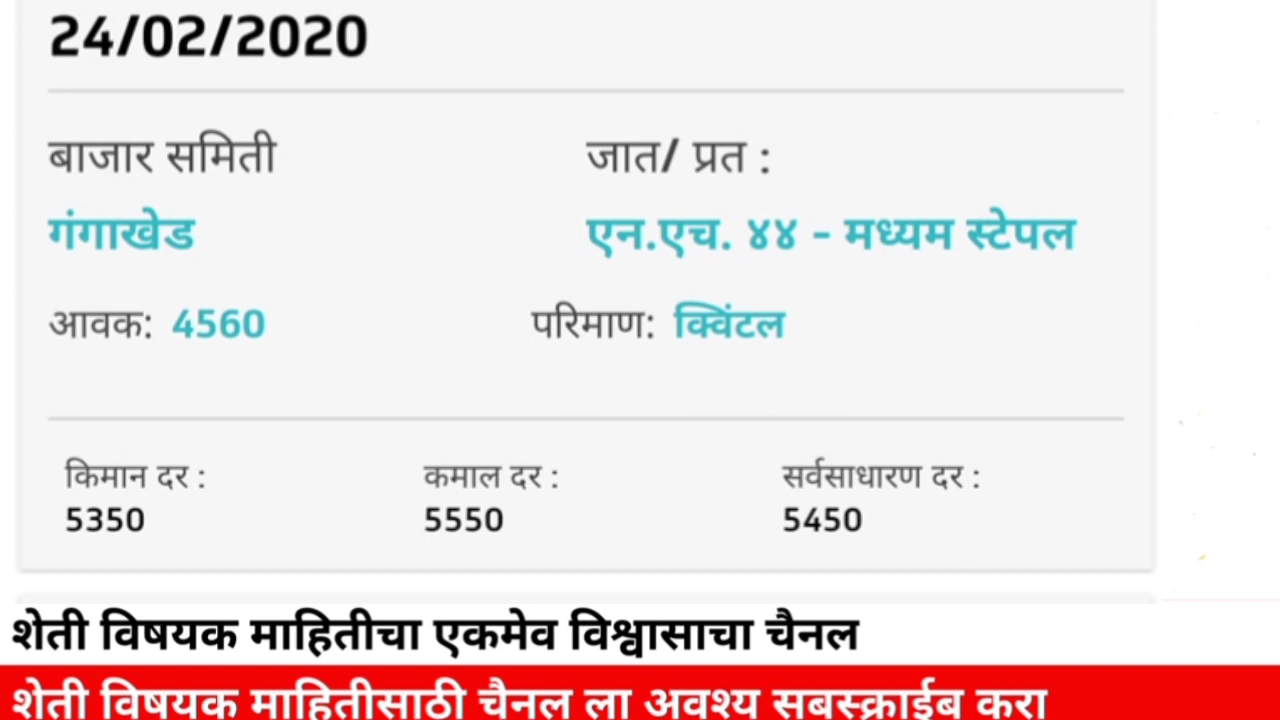 24/02/2020
बाजार समिती जात/ प्रत :
गंगाखेड एन.एच. ४४ - मध्यम स्टेपल
आवक: 4560 परिमाण: क्विंटल
किमान दर : कमाल दर : सर्वसाधारण दर :
5350 5550 5450
शेती विषयक माहितीचा एकमेव विश्वासाचा चैनल
शेती विषयक माहितीसाठी चैनल ला अवश्य सबस्क्राईब करा